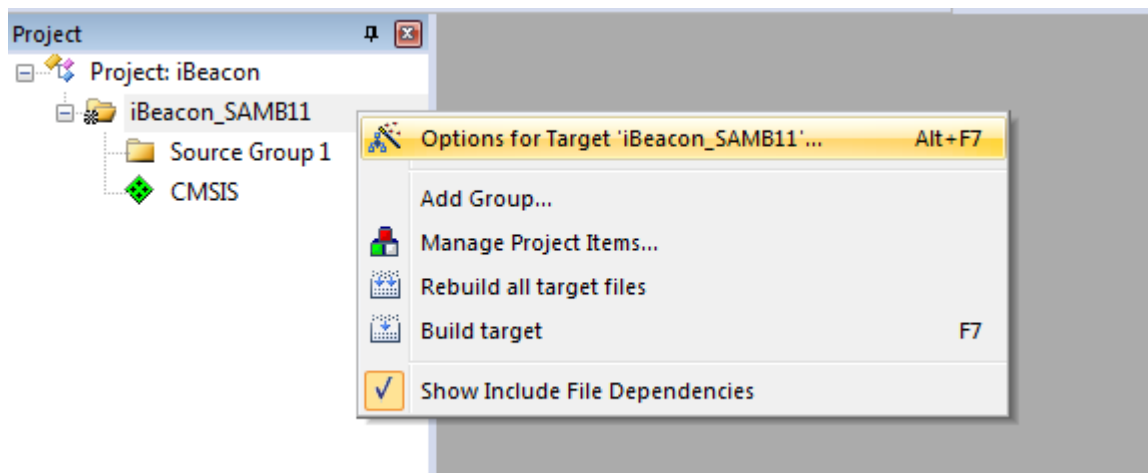 Project
Project: iBeacon
iBeacon_SAMB11
Source Group 1
CMSIS
Options for Target 'iBeacon_SAMB11'... Alt+F7
Add Group...
Manage Project Items...
Rebuild all target files
Build target F7
Show Include File Dependencies